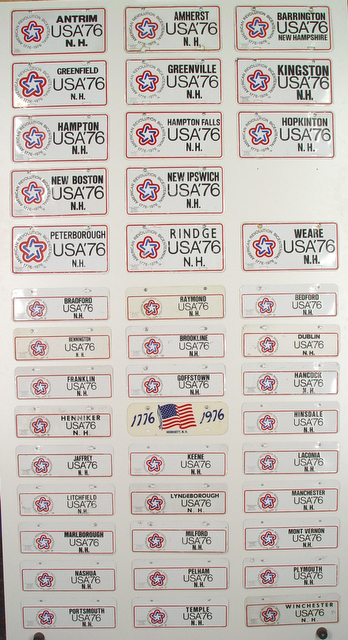 ANTRIM
USA'76
N.H.
AMHERST
USA'76
N.H.
BARRINGTON
USA'76
NEW HAMPSHIRE
GREENFIELD
USA'76
N.H.
GREENVILLE
USA'76
N.H.
KINGSTON
USA'76
N.H.
HAMPTON
USA'76
N.H.
HAMPTON FALLS
USA'76
N.H.
HOPKINTON
USA'76
N.H.
NEW BOSTON
USA'76
N.H.
NEW IPSWICH
USA'76
N.H.
PETERBOROUGH
USA'76
N.H.
RINDGE
USA'76
N.H.
WEARE
USA'76
N.H.
BRADFORD
USA'76
N.H.
RAYMOND
USA'76
N.H.
BEDFORD
USA'76
N.H.
BENNINGTON
USA'76
N.H.
BROOKLINE
USA'76
N.H.
DUBLIN
USA'76
N.H.
FRANKLIN
USA'76
N.H.
GOFFSTOWN
USA'76
N.H.
HANCOCK
USA'76
N.H.
HENNIKER
USA'76
N.H.
1776 1976
HINSDALE
USA'76
N.H.
JAFFREY
USA'76
N.H.
KEENE
USA'76
N.H.
LACONIA
USA'76
N.H.
LITCHFIELD
USA'76
N.H.
LYNDEBOROUGH
USA'76
N.H.
MANCHESTER
USA'76
N.H.
MARLBOROUGH
USA'76
N.H.
MILFORD
USA'76
N.H.
MONT VERNON
USA'76
N.H.
NASHUA
USA'76
N.H.
PELHAM
USA'76
N.H.
PLYMOUTH
USA'76
N.H.
PORTSMOUTH
USA'76
N.H.
TEMPLE
USA'76
N.H.
WINCHESTER
USA'76
N.H.